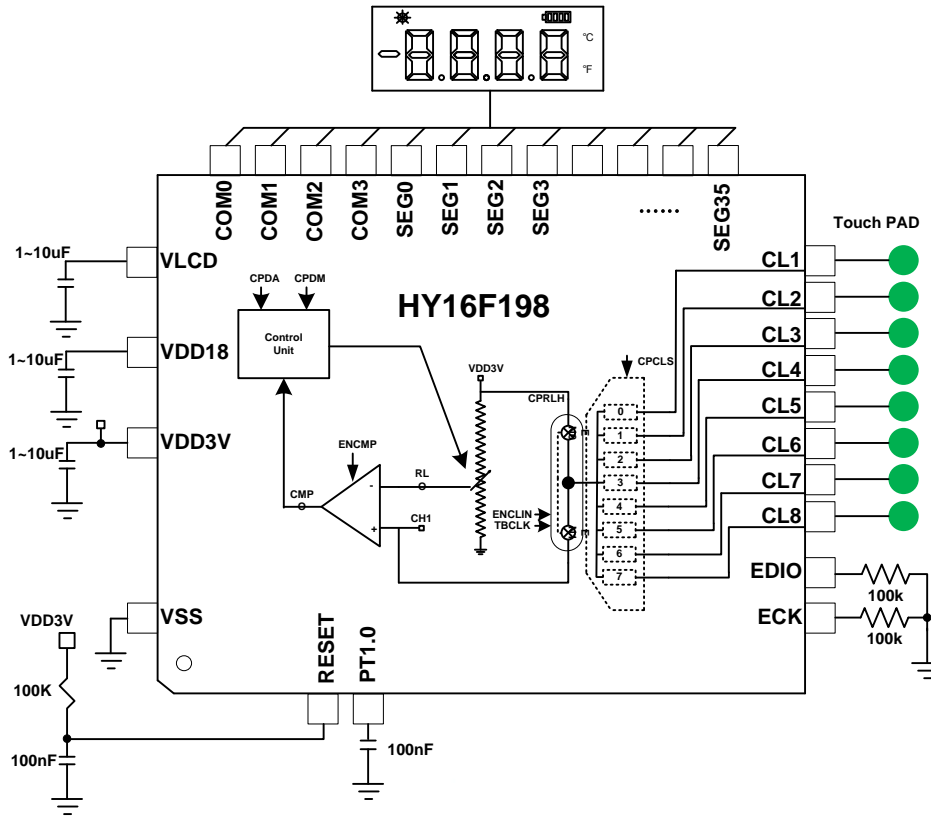 °C
°F
COM0
COM1
COM2
COM3
SEG0
SEG1
SEG2
SEG3
......
SEG35
Touch PAD
1~10uF
VLCD
CL1
CPDA
CPDM
HY16F198
CL2
Control
Unit
CL3
1~10uF
VDD18
VDD3V
CPCLS
CL4
CPRLH
0
CL5
1~10uF
VDD3V
ENCMP
1
CL6
RL
2
CMP
-
3
CL7
CH1
ENCLIN
TBCLK
4
+
5
CL8
6
7
EDIO
100k
VDD3V
VSS
ECK
100k
RESET
PT1.0
100K
100nF
100nF